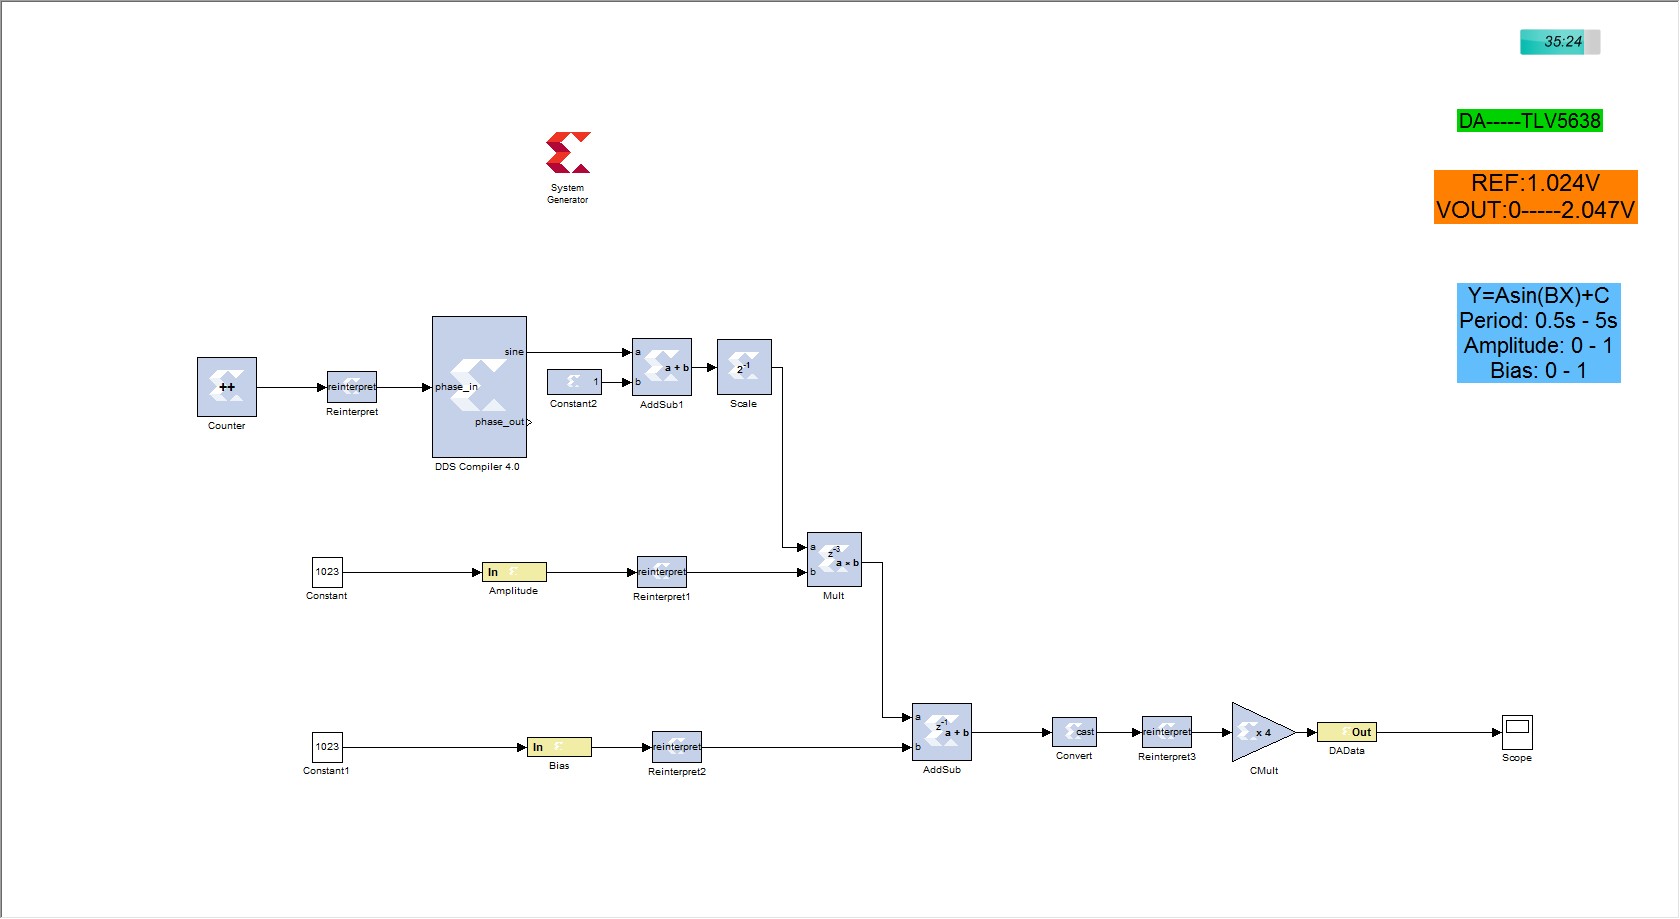 35:24
DA-----TLV5638
System
Generator
REF:1.024V
VOUT:0-----2.047V
Y=Asin(BX)+C
Period: 0.5s - 5s
Amplitude: 0 - 1
Bias: 0 - 1
++
Counter
reinterpret
Reinterpret
phase_in
sine
phase_out
DDS Compiler 4.0
1
Constant2
a
b
a + b
AddSub1
2-1
Scale
1023
Constant
In
Amplitude
reinterpret
Reinterpret1
a
b
z-3
a × b
Mult
1023
Constant1
In
Bias
reinterpret
Reinterpret2
a
b
z-1
a + b
AddSub
cast
Convert
reinterpret
Reinterpret3
x 4
CMult
Out
DAData
Scope